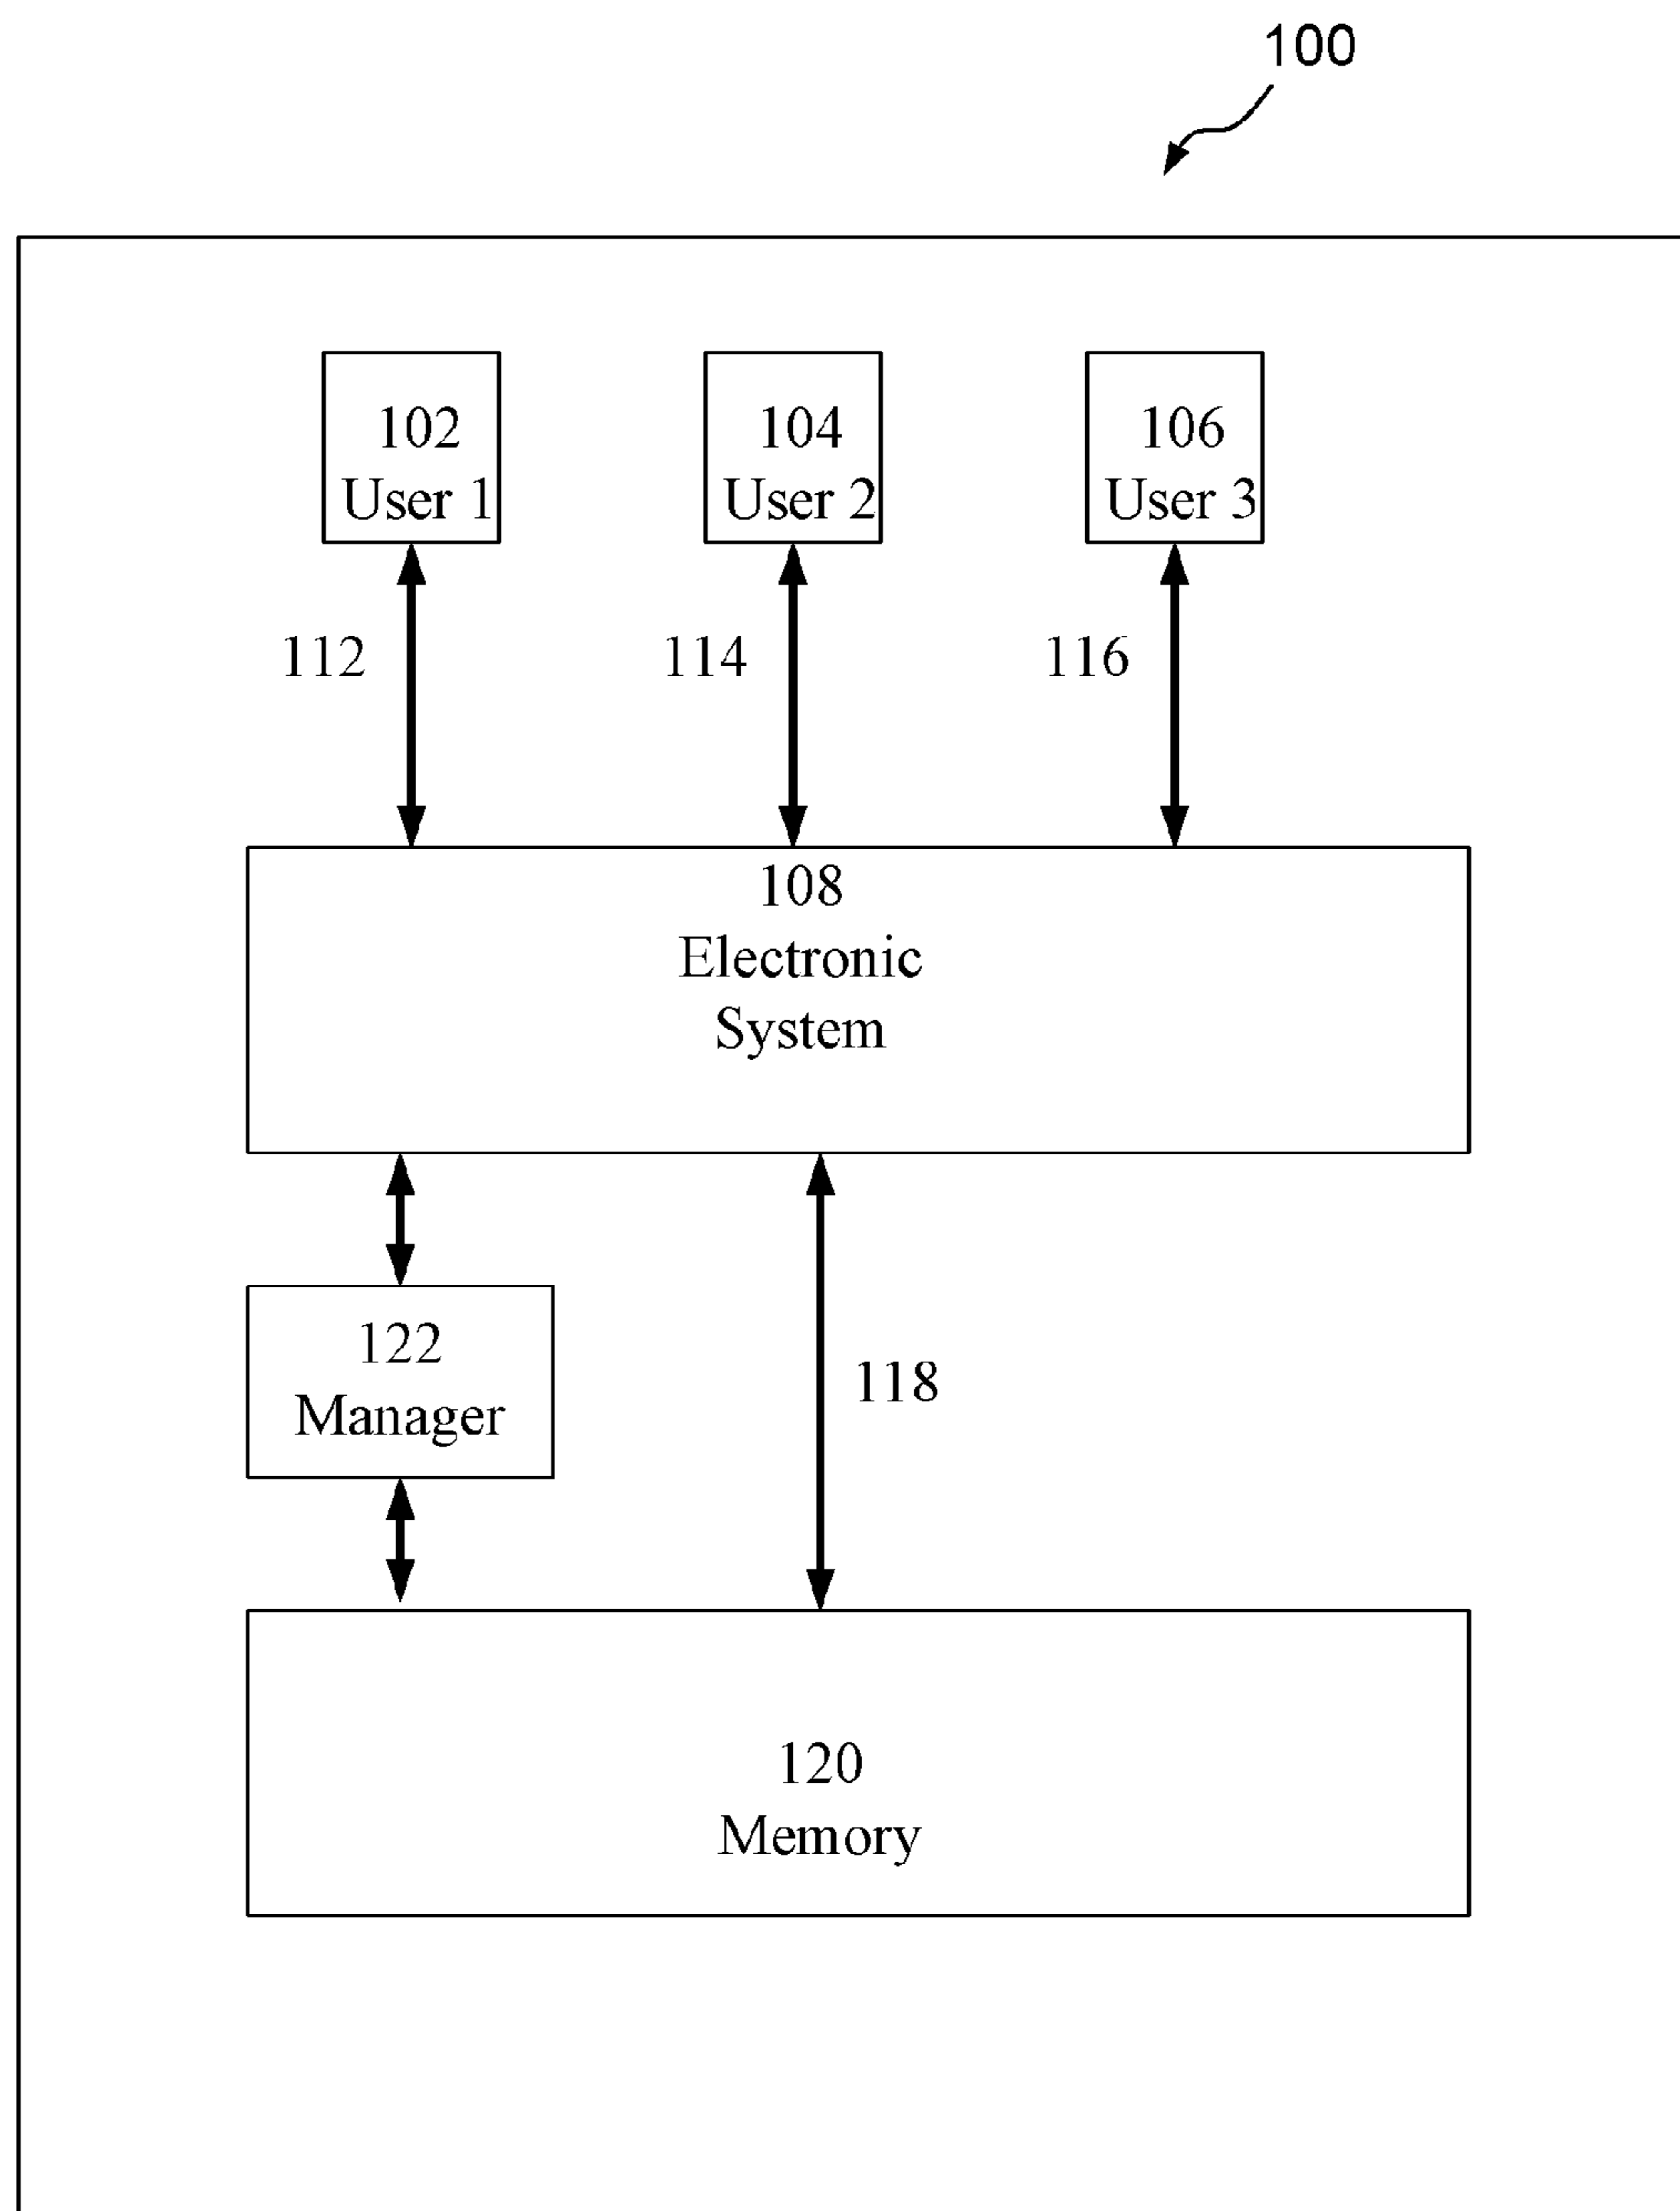 100
102
User 1
104
User 2
106
User 3
112
114
116
108
Electronic
System
122
Manager
118
120
Memory